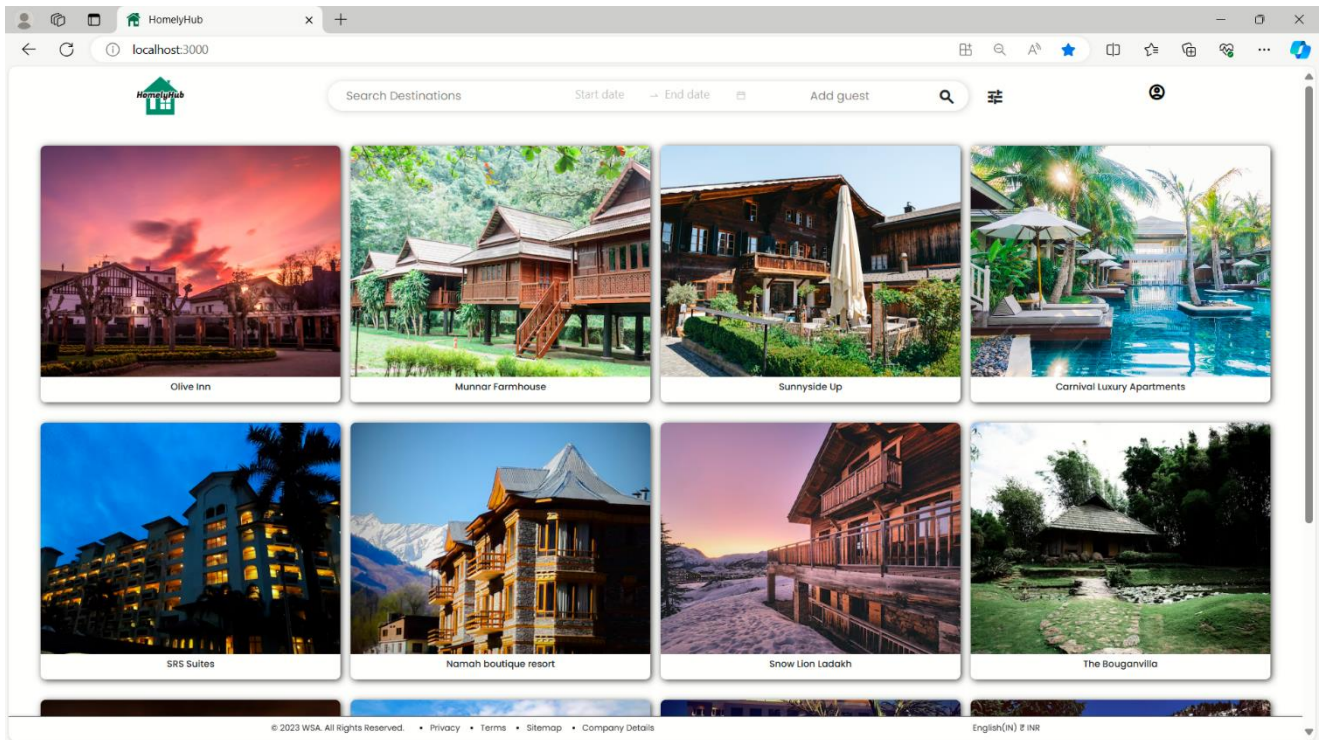 HomelyHub
localhost:3000
HomelyHub
Search Destinations Start date → End date Add guest
Olive Inn
Munnar Farmhouse
Sunnyside Up
Carnival Luxury Apartments
SRS Suites
Namah boutique resort
Snow Lion Ladakh
The Bouganvilla
© 2023 WSA. All Rights Reserved. • Privacy • Terms • Sitemap • Company Details English(IN) ₹ INR